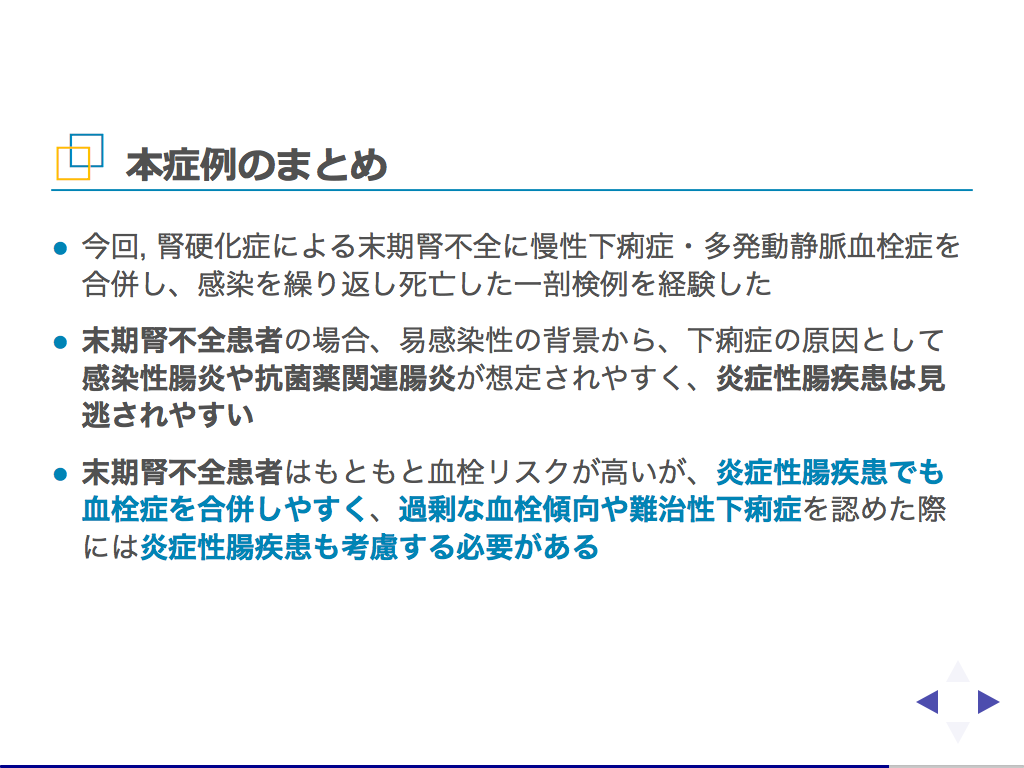 本症例のまとめ
今回, 腎硬化症による末期腎不全に慢性下痢症・多発動静脈血栓症を
合併し、感染を繰り返し死亡した一剖検例を経験した
末期腎不全患者の場合、易感染性の背景から、下痢症の原因として
感染性腸炎や抗菌薬関連腸炎が想定されやすく、炎症性腸疾患は見
逃されやすい
末期腎不全患者はもともと血栓リスクが高いが、炎症性腸疾患でも
血栓症を合併しやすく、過剰な血栓傾向や難治性下痢症を認めた際
には炎症性腸疾患も考慮する必要がある